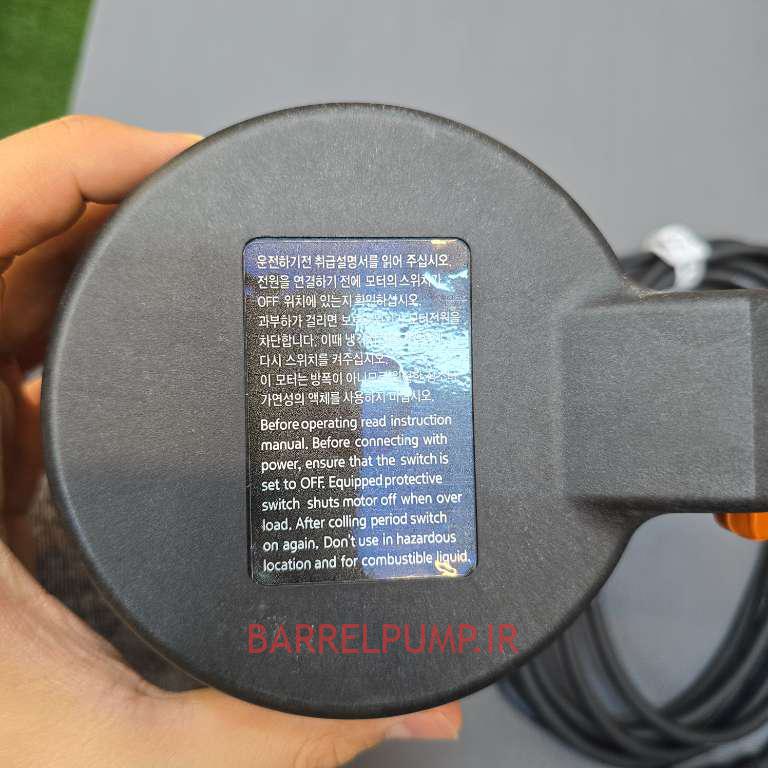 운전하기전 취급설명서를 읽어 주십시오.
전원을 연결하기 전에 모터의 스위치가
OFF 위치에 있는지 확인하십시오.
과부하가 걸리면 모터전원을
차단합니다. 이때
다시 스위치를 켜주십시오.
이 모터는 방폭이 아니므로
가연성의 액체를 사용하지 마십시오.
Before operating read instruction
manual. Before connecting with
power, ensure that the switch is
set to OFF. Equipped protective
switch shuts motor off when over
load. After colling period switch
on again. Don't use in hazardous
location and for combustible liquid.
BARRELPUMP.IR